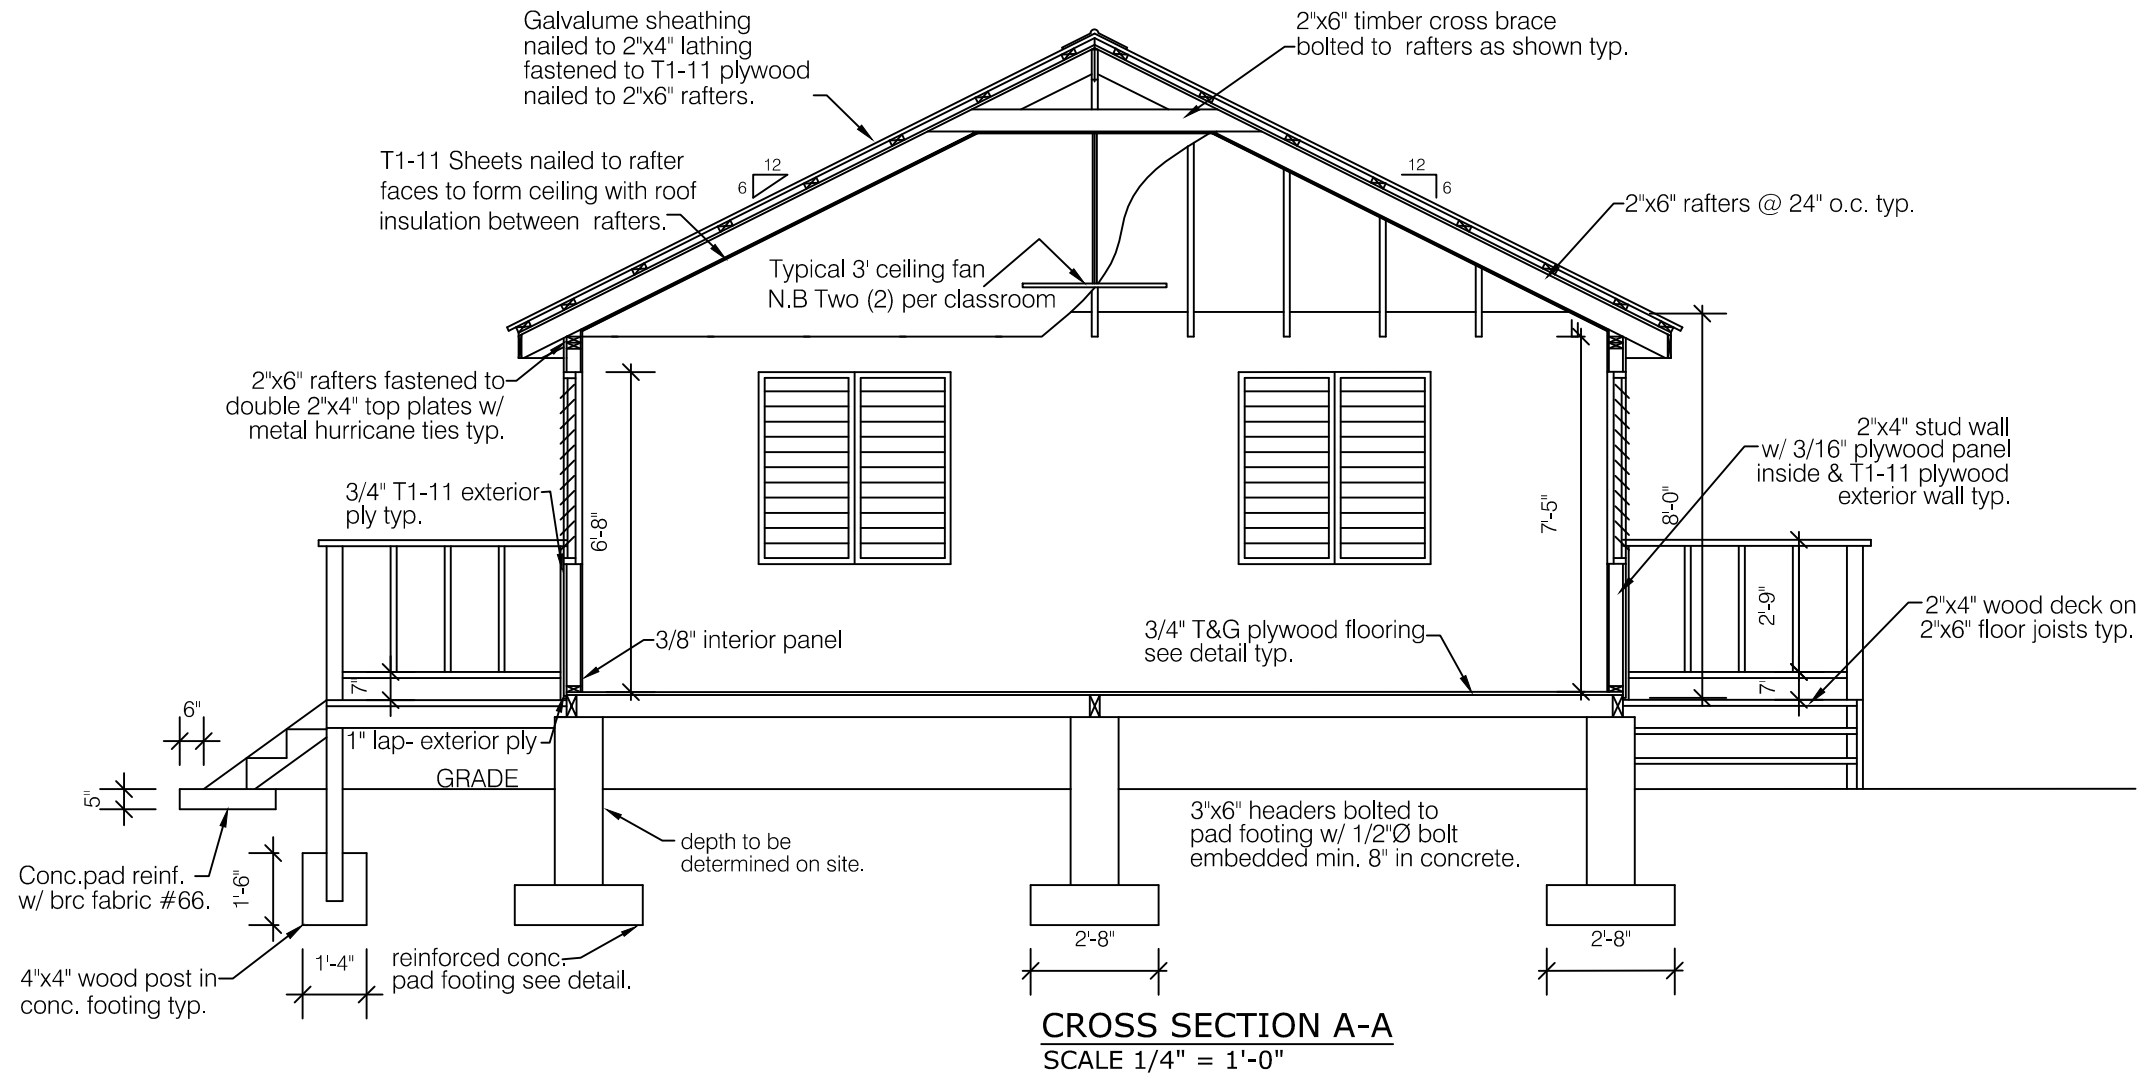 Galvalume sheathing
nailed to 2"x4" lathing
fastened to T1-11 plywood
nailed to 2"x6" rafters.
2"x6" timber cross brace
bolted to rafters as shown typ.
T1-11 Sheets nailed to rafter
faces to form ceiling with roof
insulation between rafters.
12
6
12
6
2"x6" rafters @ 24" o.c. typ.
Typical 3' ceiling fan
N.B Two (2) per classroom
2"x6" rafters fastened to
double 2"x4" top plates w/
metal hurricane ties typ.
3/4" T1-11 exterior
ply typ.
6'-8"
7'-5"
8'-0"
2"x4" stud wall
w/ 3/16" plywood panel
inside & T1-11 plywood
exterior wall typ.
2'-9"
7"
2"x4" wood deck on
2"x6" floor joists typ.
3/8" interior panel
3/4" T&G plywood flooring
see detail typ.
7"
6"
1" lap- exterior ply
GRADE
5"
Conc.pad reinf.
w/ brc fabric #66.
1'-6"
depth to be
determined on site.
3"x6" headers bolted to
pad footing w/ 1/2"Ø bolt
embedded min. 8" in concrete.
4"x4" wood post in
conc. footing typ.
1'-4"
reinforced conc.
pad footing see detail.
2'-8"
2'-8"
CROSS SECTION A-A
SCALE 1/4" = 1'-0"